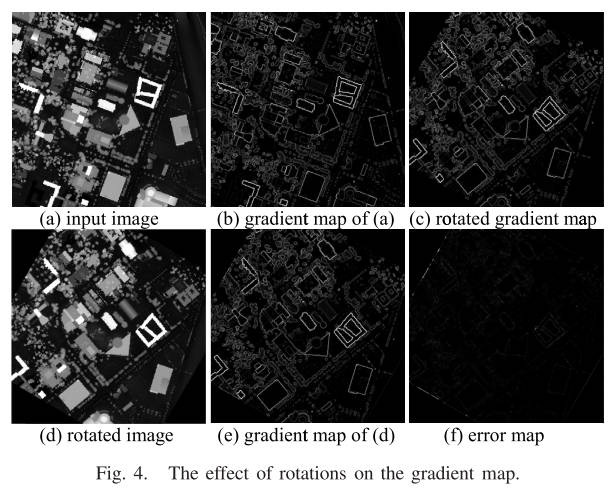 (a) input image (b) gradient map of (a) (c) rotated gradient map
(d) rotated image (e) gradient map of (d) (f) error map
Fig. 4. The effect of rotations on the gradient map.